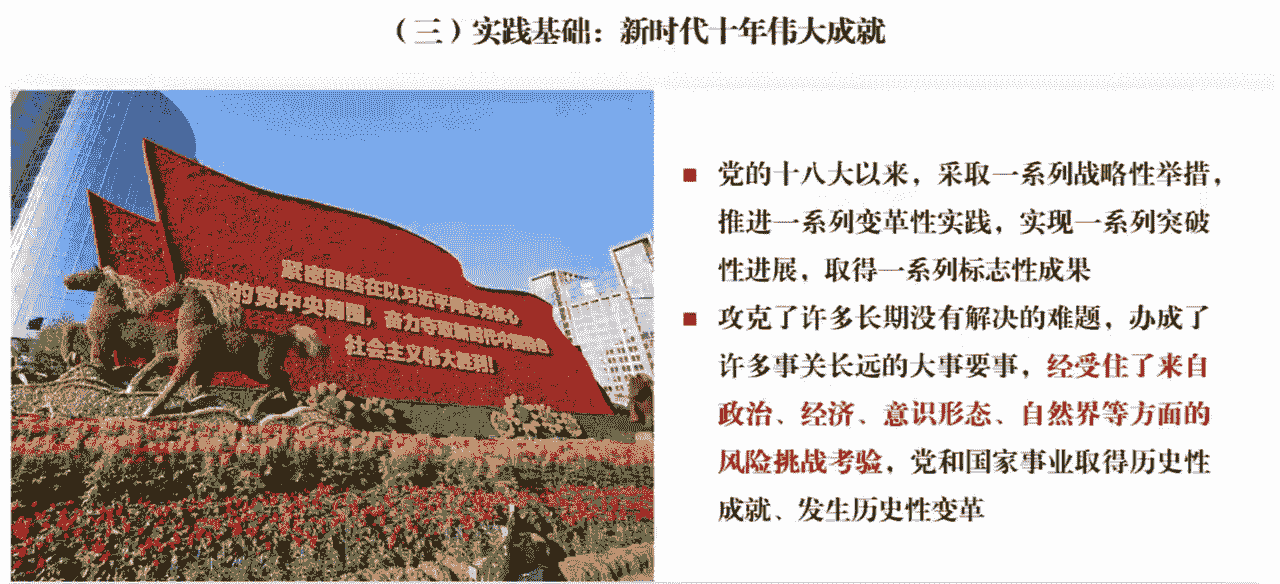 （三）实践基础：新时代十年伟大成就
紧密团结在以习近平同志为核心
的党中央周围，奋力夺取新时代中国特色
社会主义伟大胜利！
■ 党的十八大以来，采取一系列战略性举措，
推进一系列变革性实践，实现一系列突破
性进展，取得一系列标志性成果
■ 攻克了许多长期没有解决的难题，办成了
许多事关长远的大事要事，经受住了来自
政治、经济、意识形态、自然界等方面的
风险挑战考验，党和国家事业取得历史性
成就、发生历史性变革